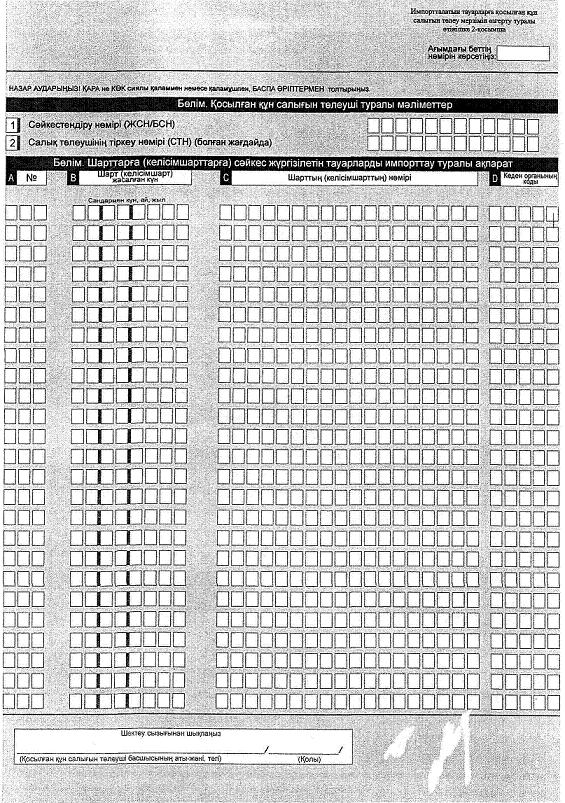 Импортталатын тауарларға қосылған құн
салығын төлеу мерзімін өзгерту туралы
өтінішке 2-қосымша
Ағымдағы беттің
нөмірін көрсетіңіз:
НАЗАР АУДАРЫҢЫЗ! ҚАРА не КӨК сиялы қаламмен немесе қаламұшпен, БАСПА ӘРІПТЕРМЕН толтырыңыз.
Бөлім. Қосылған құн салығын төлеуші туралы мәліметтер
1 Сәйкестендіру нөмірі (ЖСН/БСН)
2 Салық төлеушінің тіркеу нөмірі (СТН) (болған жағдайда)
Бөлім. Шарттарға (келісімшарттарға) сәйкес жүргізілетін тауарларды импорттау туралы ақпарат
A № B Шарт (келісімшарт) жасалған күн C Шарттың (келісімшарттың) нөмірі D Кеден органының коды
Сандармен күн, ай, жыл
Шектеу сызығынан шықпаңыз
(Қосылған құн салығын төлеуші басшысының аты-жөні, тегі) (Қолы)